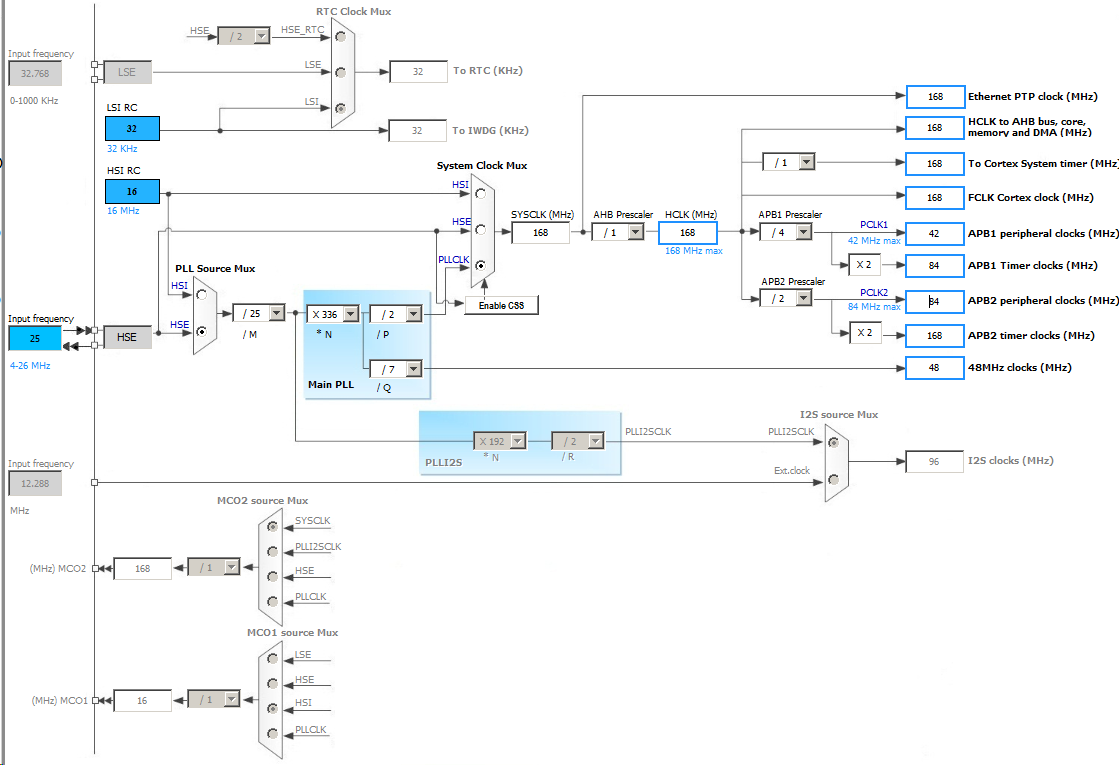 RTC Clock Mux
HSE
/ 2
HSE_RTC
Input frequency
32.768
0-1000 KHz
LSE
LSE
32
To RTC (KHz)
LSI RC
32
32 KHz
LSI
32
To IWDG (KHz)
HSI RC
16
16 MHz
System Clock Mux
HSI
HSE
PLLCLK
SYSCLK (MHz)
168
AHB Prescaler
/ 1
HCLK (MHz)
168
168 MHz max
168
Ethernet PTP clock (MHz)
168
HCLK to AHB bus, core,
memory and DMA (MHz)
/ 1
168
To Cortex System timer (MHz)
168
FCLK Cortex clock (MHz)
APB1 Prescaler
/ 4
PCLK1
42 MHz max
42
APB1 peripheral clocks (MHz)
X 2
84
APB1 Timer clocks (MHz)
APB2 Prescaler
/ 2
PCLK2
84 MHz max
84
APB2 peripheral clocks (MHz)
X 2
168
APB2 timer clocks (MHz)
48
48MHz clocks (MHz)
PLL Source Mux
HSI
HSE
Input frequency
25
4-26 MHz
HSE
/ 25
/ M
X 336
* N
/ 2
/ P
/ 7
/ Q
Main PLL
Enable CSS
PLLI2S
X 192
* N
/ 2
/ R
PLLI2SCLK
I2S source Mux
PLLI2SCLK
Ext.clock
96
I2S clocks (MHz)
Input frequency
12.288
MHz
MCO2 source Mux
SYSCLK
PLLI2SCLK
HSE
PLLCLK
(MHz) MCO2
168
/ 1
MCO1 source Mux
LSE
HSE
HSI
PLLCLK
(MHz) MCO1
16
/ 1